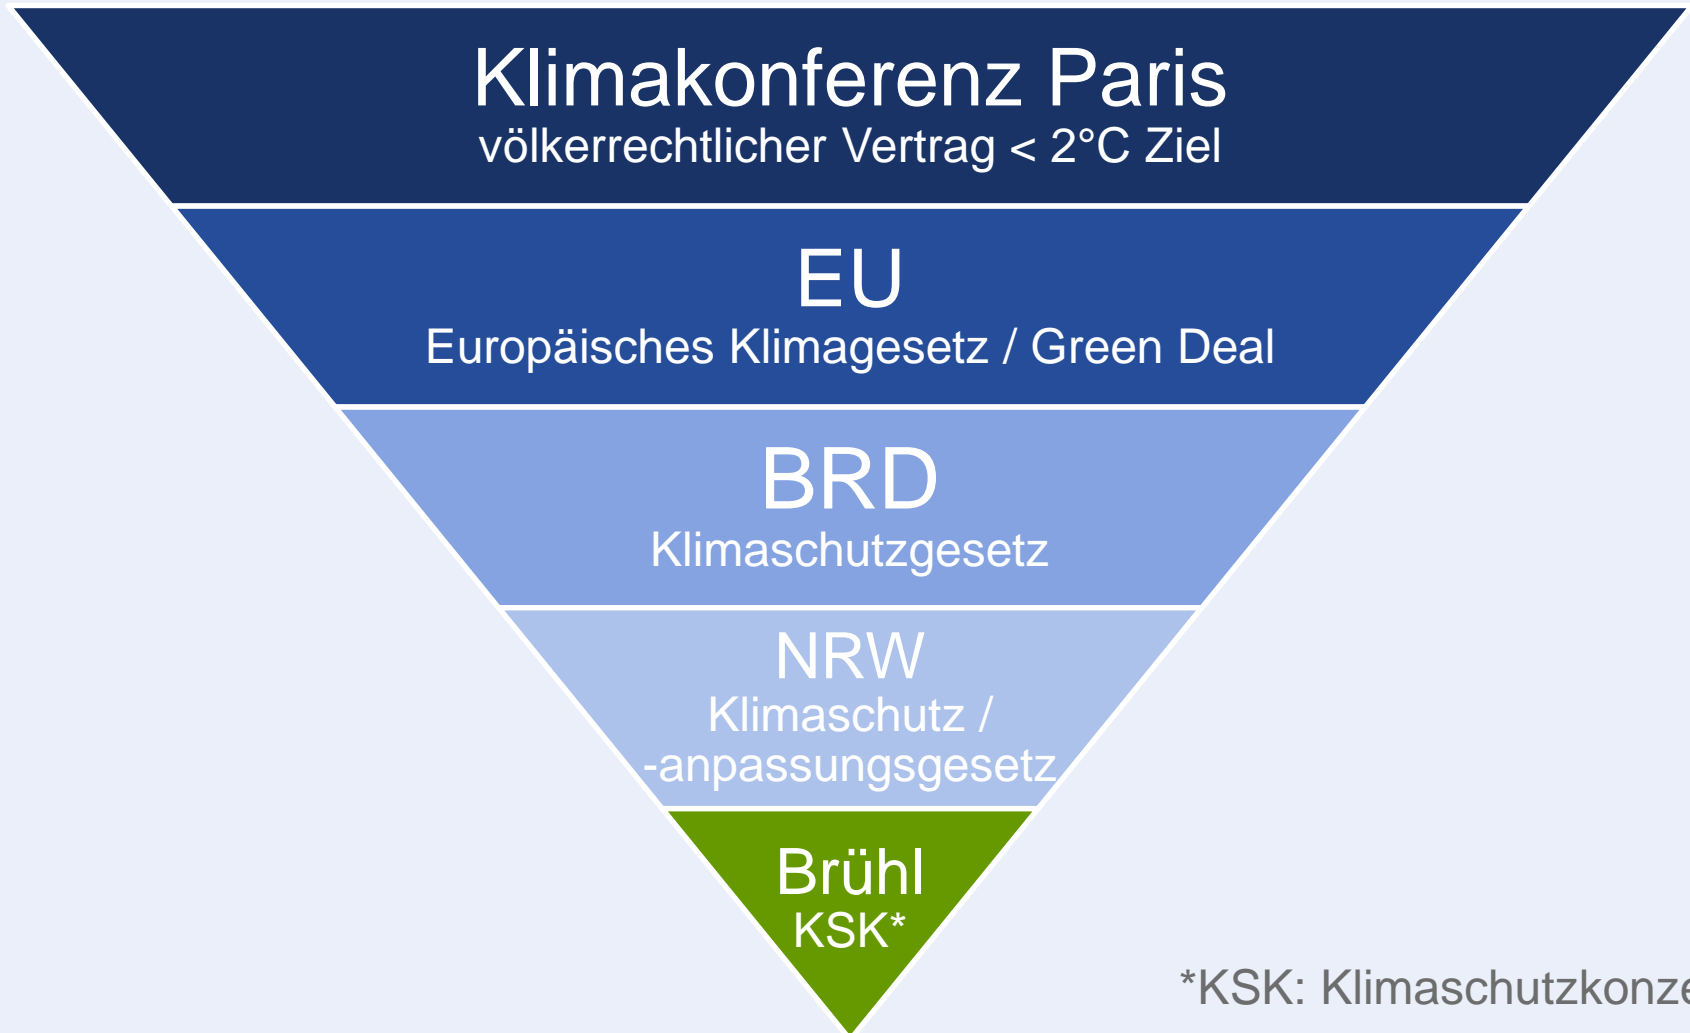 Klimakonferenz Paris
völkerrechtlicher Vertrag < 2°C Ziel
EU
Europäisches Klimagesetz / Green Deal
BRD
Klimaschutzgesetz
NRW
Klimaschutz /
-anpassungsgesetz
Brühl
KSK*
*KSK: Klimaschutzkonze